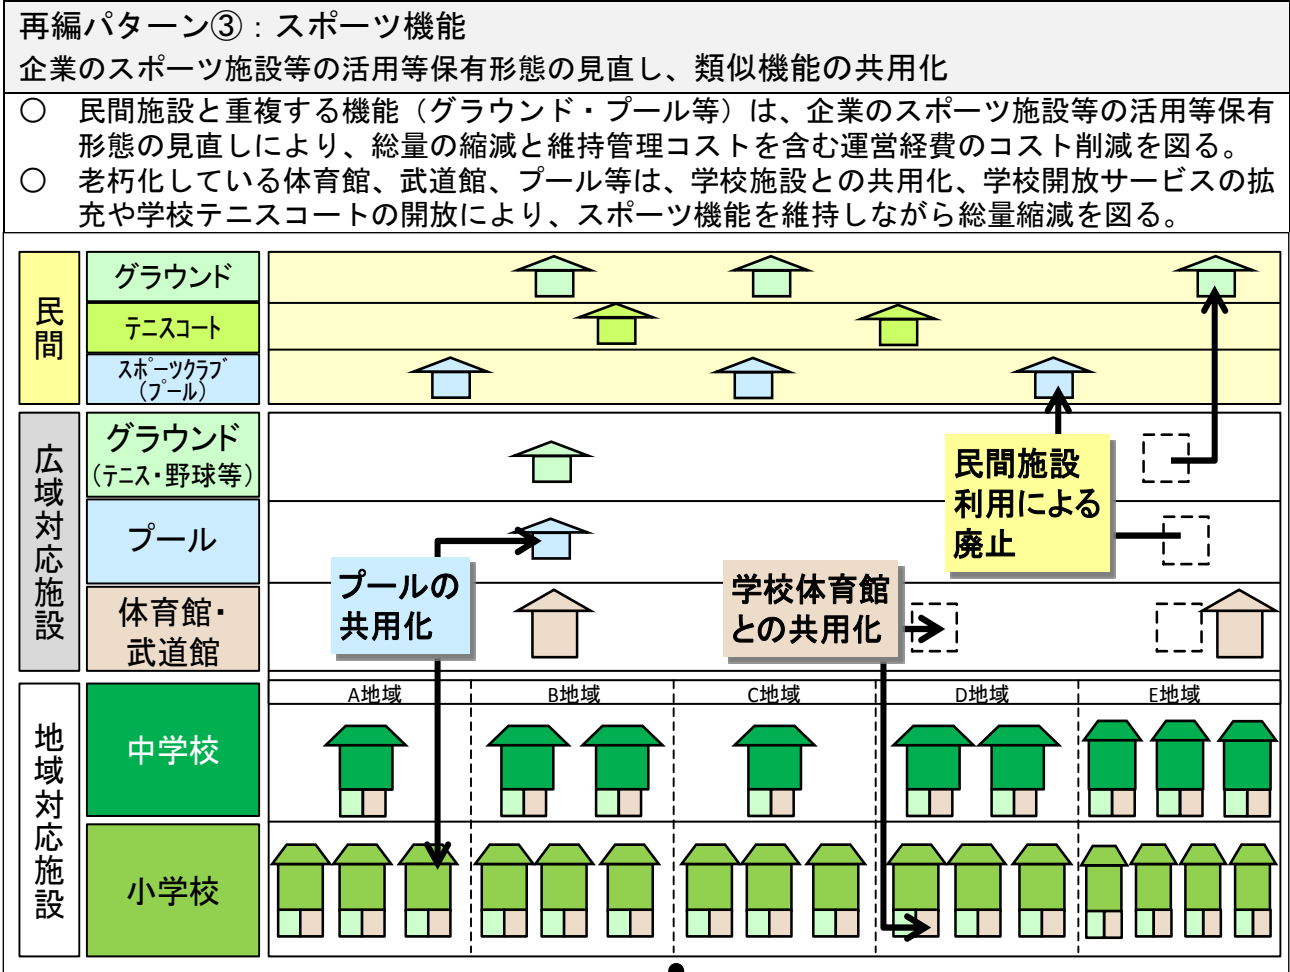 再編パターン③：スポーツ機能
企業のスポーツ施設等の活用等保有形態の見直し、類似機能の共用化
○ 民間施設と重複する機能（グラウンド・プール等）は、企業のスポーツ施設等の活用等保有
形態の見直しにより、総量の縮減と維持管理コストを含む運営経費のコスト削減を図る。
○ 老朽化している体育館、武道館、プール等は、学校施設との共用化、学校開放サービスの拡
充や学校テニスコートの開放により、スポーツ機能を維持しながら総量縮減を図る。
民間
グラウンド
テニスコート
スポーツクラブ
（プール）
広域対応施設
グラウンド
（テニス・野球等）
プール
体育館・
武道館
民間施設
利用による
廃止
プールの
共用化
学校体育館
との共用化
地域対応施設
A地域
B地域
C地域
D地域
E地域
中学校
小学校